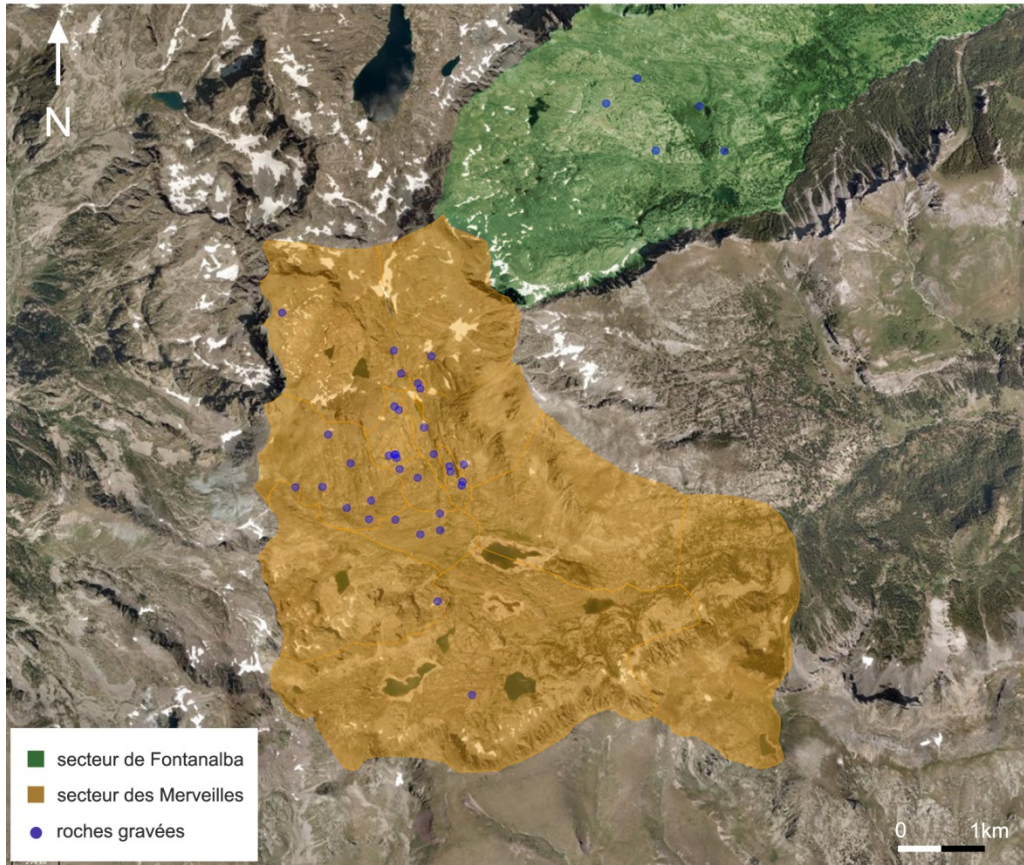 N
secteur de Fontanalba
secteur des Merveilles
roches gravées
0 1km